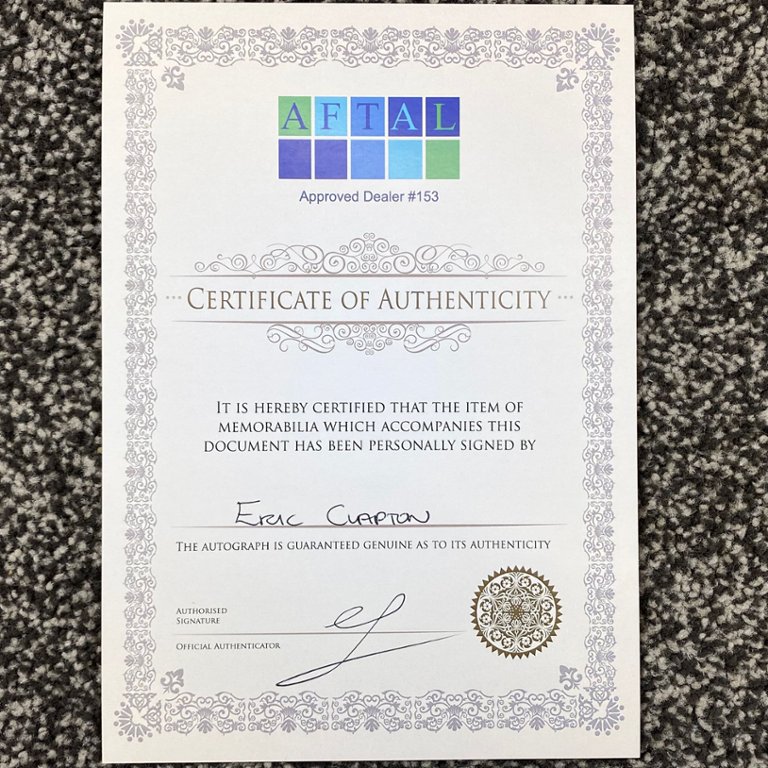 AFTAL
Approved Dealer #153
CERTIFICATE OF AUTHENTICITY
IT IS HEREBY CERTIFIED THAT THE ITEM OF
MEMORABILIA WHICH ACCOMPANIES THIS
DOCUMENT HAS BEEN PERSONALLY SIGNED BY
ERIC CLAPTON
THE AUTOGRAPH IS GUARANTEED GENUINE AS TO ITS AUTHENTICITY
AUTHORISED
SIGNATURE
OFFICIAL AUTHENTICATOR